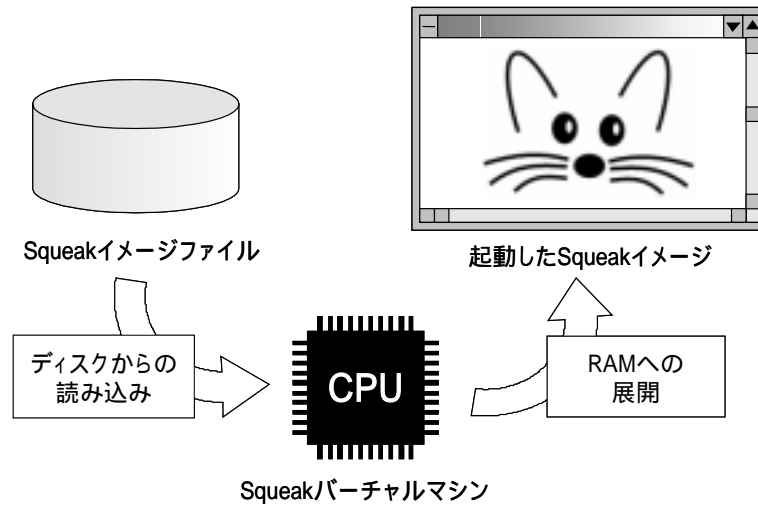 Squeakイメージファイル
起動したSqueakイメージ
ディスクからの
読み込み
CPU
RAMへの
展開
Squeakバーチャルマシン